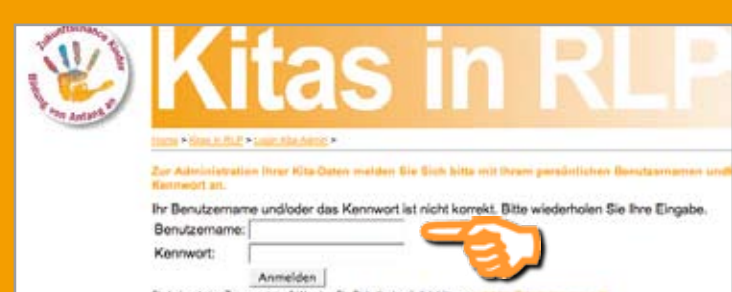 Zukunftschance Kinder
Bildung von Anfang an
Kitas in RLP
Home > Kitas in RLP > Login Kita-Admin >
Zur Administration Ihrer Kita-Daten melden Sie Sich bitte mit Ihrem persönlichen Benutzernamen und
Kennwort an.
Ihr Benutzername und/oder das Kennwort ist nicht korrekt. Bitte wiederholen Sie Ihre Eingabe.
Benutzername:
Kennwort:
Anmelden